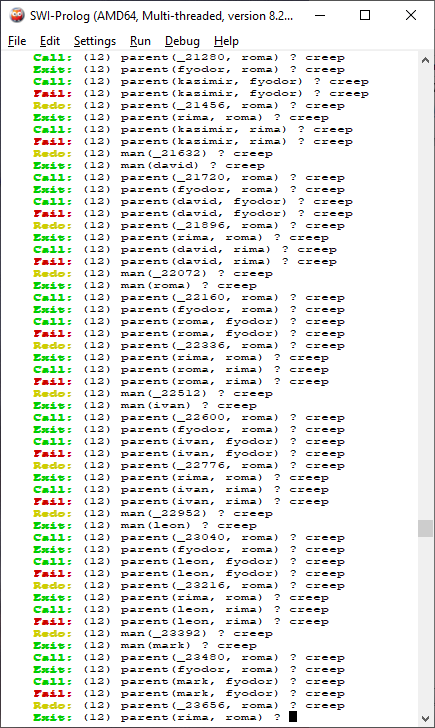 SWI-Prolog (AMD64, Multi-threaded, version 8.2...
File Edit Settings Run Debug Help
Call: (12) parent(_21280, roma) ? creep
Exit: (12) parent(fyodor, roma) ? creep
Call: (12) parent(kasimir, fyodor) ? creep
Fail: (12) parent(kasimir, fyodor) ? creep
Redo: (12) parent(_21456, roma) ? creep
Exit: (12) parent(rima, roma) ? creep
Call: (12) parent(kasimir, rima) ? creep
Fail: (12) parent(kasimir, rima) ? creep
Redo: (12) man(_21632) ? creep
Exit: (12) man(david) ? creep
Call: (12) parent(_21720, roma) ? creep
Exit: (12) parent(fyodor, roma) ? creep
Call: (12) parent(david, fyodor) ? creep
Fail: (12) parent(david, fyodor) ? creep
Redo: (12) parent(_21896, roma) ? creep
Exit: (12) parent(rima, roma) ? creep
Call: (12) parent(david, rima) ? creep
Fail: (12) parent(david, rima) ? creep
Redo: (12) man(_22072) ? creep
Exit: (12) man(roma) ? creep
Call: (12) parent(_22160, roma) ? creep
Exit: (12) parent(fyodor, roma) ? creep
Call: (12) parent(roma, fyodor) ? creep
Fail: (12) parent(roma, fyodor) ? creep
Redo: (12) parent(_22336, roma) ? creep
Exit: (12) parent(rima, roma) ? creep
Call: (12) parent(roma, rima) ? creep
Fail: (12) parent(roma, rima) ? creep
Redo: (12) man(_22512) ? creep
Exit: (12) man(ivan) ? creep
Call: (12) parent(_22600, roma) ? creep
Exit: (12) parent(fyodor, roma) ? creep
Call: (12) parent(ivan, fyodor) ? creep
Fail: (12) parent(ivan, fyodor) ? creep
Redo: (12) parent(_22776, roma) ? creep
Exit: (12) parent(rima, roma) ? creep
Call: (12) parent(ivan, rima) ? creep
Fail: (12) parent(ivan, rima) ? creep
Redo: (12) man(_22952) ? creep
Exit: (12) man(leon) ? creep
Call: (12) parent(_23040, roma) ? creep
Exit: (12) parent(fyodor, roma) ? creep
Call: (12) parent(leon, fyodor) ? creep
Fail: (12) parent(leon, fyodor) ? creep
Redo: (12) parent(_23216, roma) ? creep
Exit: (12) parent(rima, roma) ? creep
Call: (12) parent(leon, rima) ? creep
Fail: (12) parent(leon, rima) ? creep
Redo: (12) man(_23392) ? creep
Exit: (12) man(mark) ? creep
Call: (12) parent(_23480, roma) ? creep
Exit: (12) parent(fyodor, roma) ? creep
Call: (12) parent(mark, fyodor) ? creep
Fail: (12) parent(mark, fyodor) ? creep
Redo: (12) parent(_23656, roma) ? creep
Exit: (12) parent(rima, roma) ?